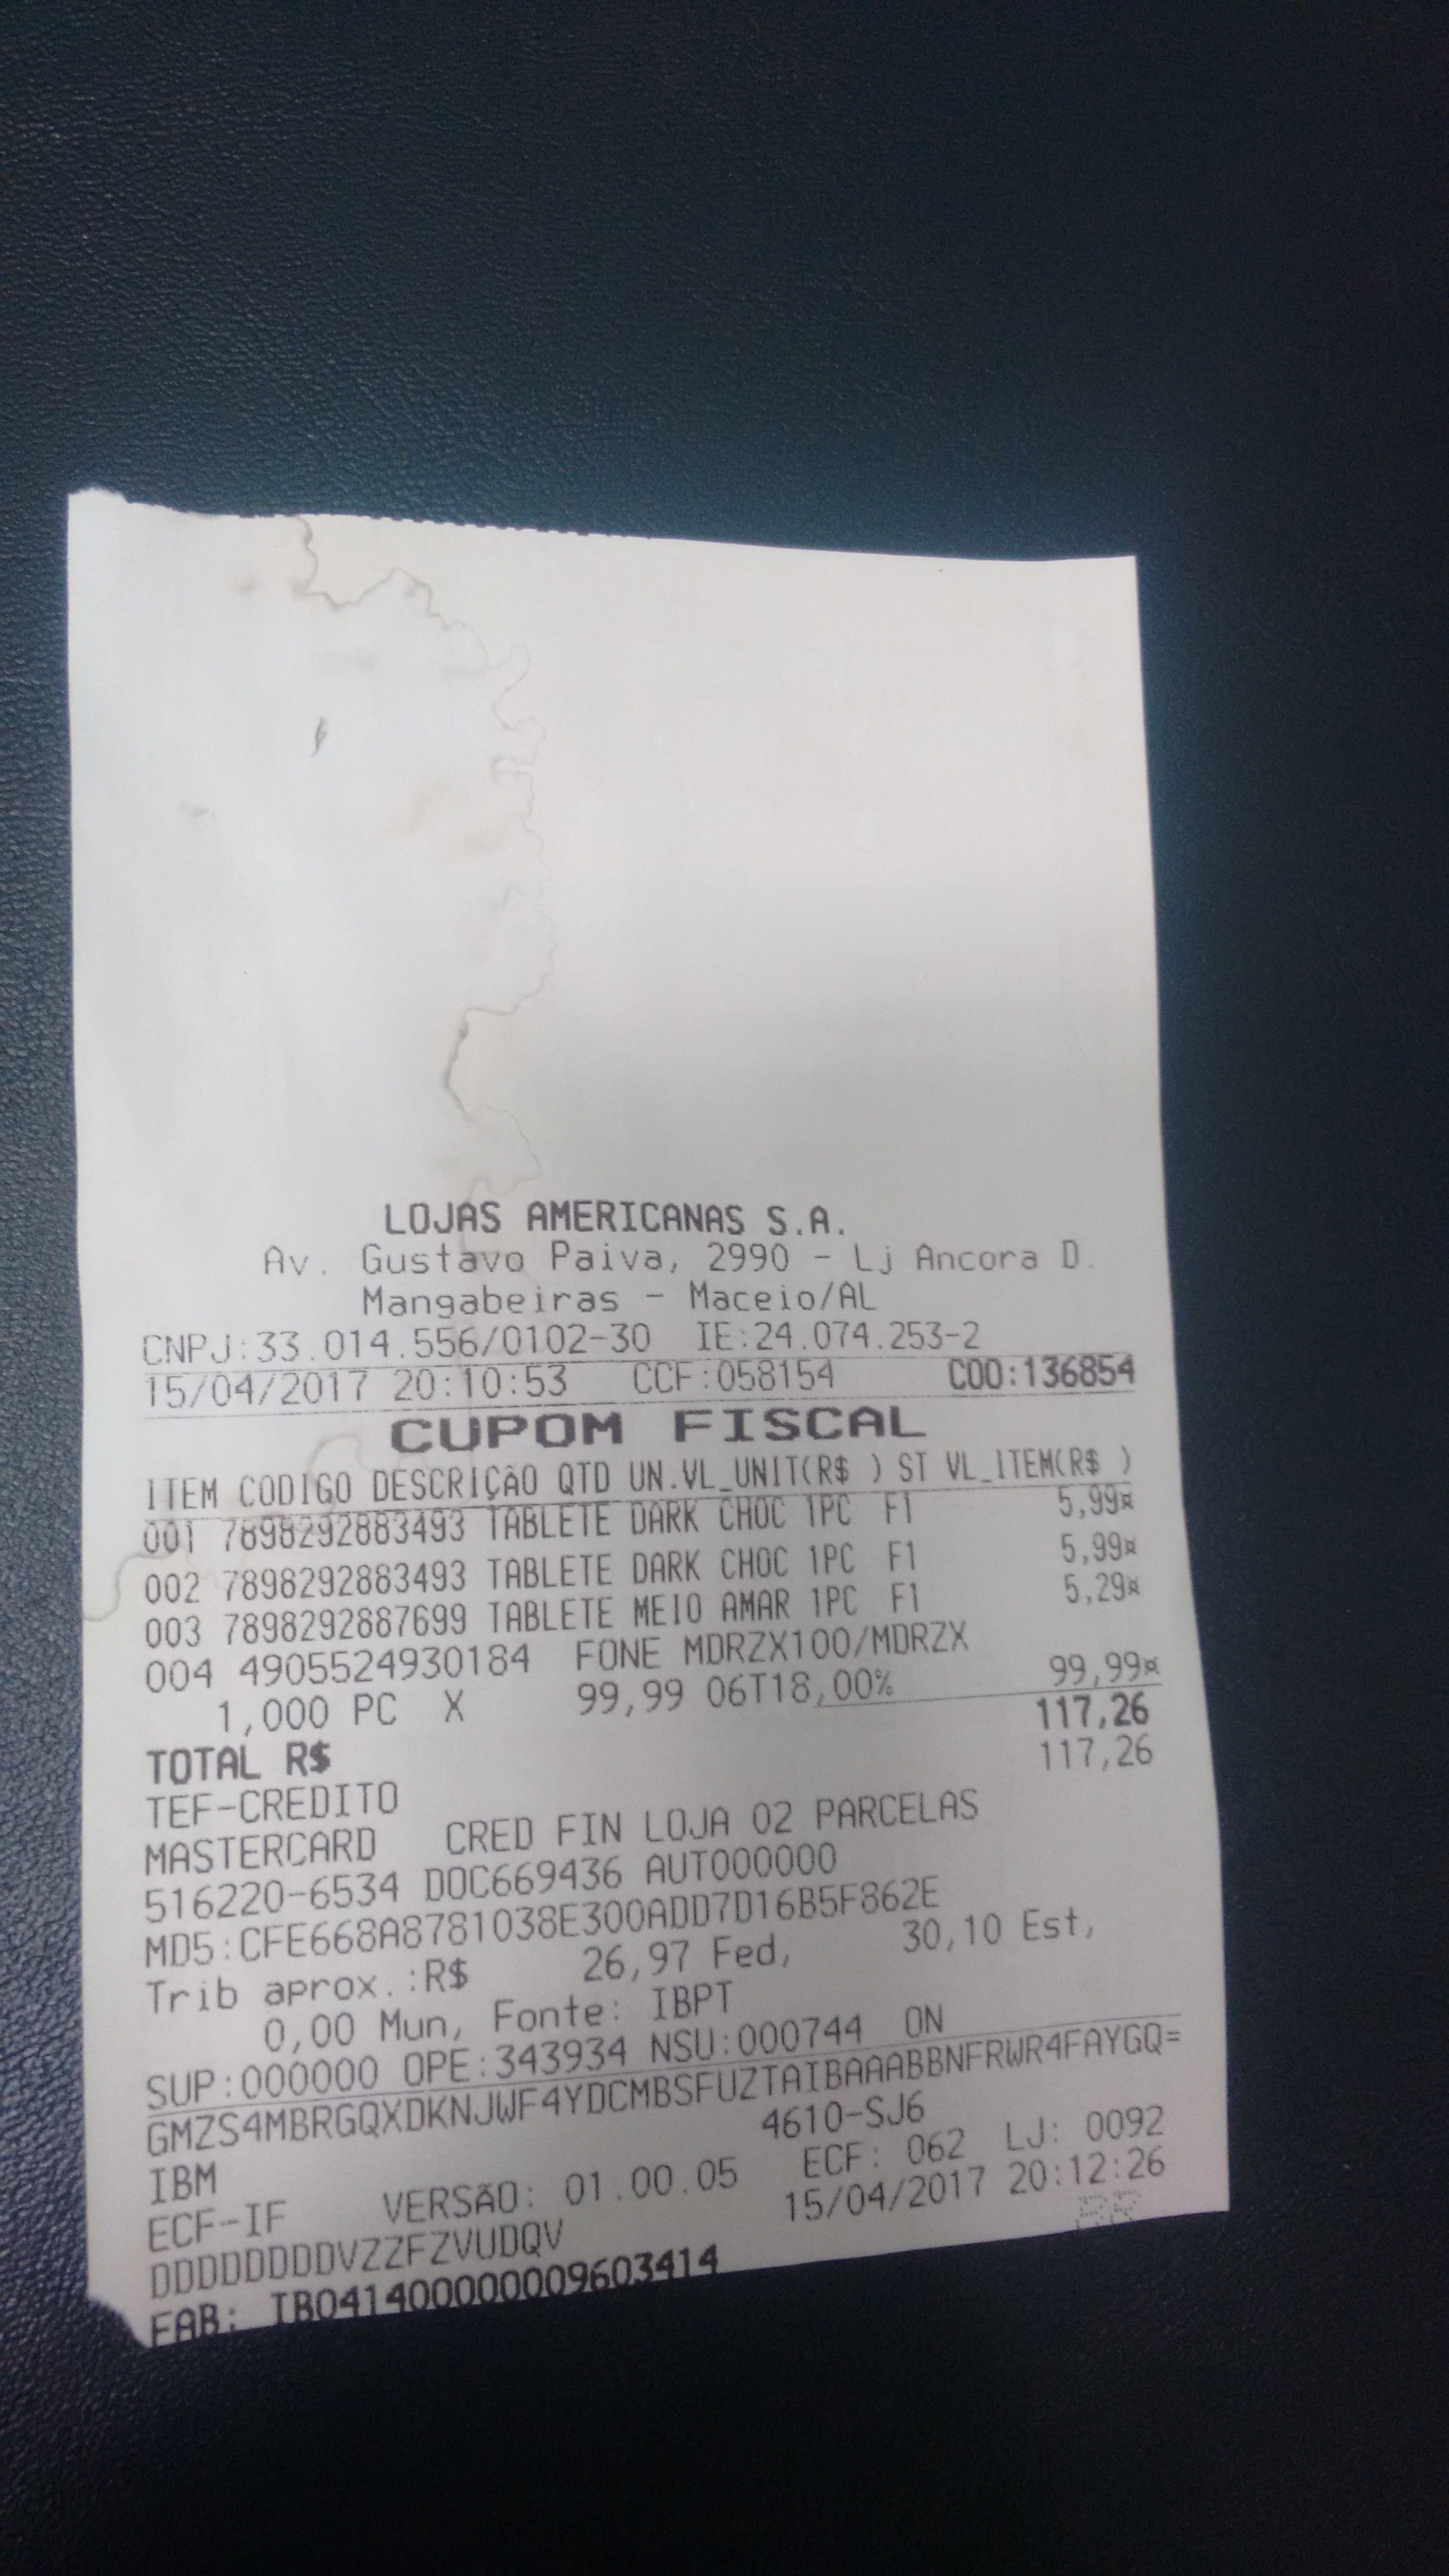 LOJAS AMERICANAS S.A.
Av. Gustavo Paiva, 2990 - Lj Ancora D.
Mangabeiras - Maceio/AL
CNPJ:33.014.556/0102-30 IE:24.074.253-2
15/04/2017 20:10:53 CCF:058154 COO:136854
CUPOM FISCAL
ITEM CODIGO DESCRIÇÃO QTD UN.VL_UNIT(R$ ) ST VL_ITEM(R$ )
001 7898292883493 TABLETE DARK CHOC 1PC F1 5,99¤
002 7898292883493 TABLETE DARK CHOC 1PC F1 5,99¤
003 7898292887699 TABLETE MEIO AMAR 1PC F1 5,29¤
004 4905524930184 FONE MDRZX100/MDRZX
1,000 PC X 99,99 06T18,00% 99,99¤
TOTAL R$ 117,26
TEF-CREDITO 117,26
MASTERCARD CRED FIN LOJA 02 PARCELAS
516220-6534 DOC669436 AUT000000
MD5:CFE668A8781038E300ADD7D16B5F862E
Trib aprox.:R$ 26,97 Fed, 30,10 Est,
0,00 Mun, Fonte: IBPT
SUP:000000 OPE:343934 NSU:000744 ON
GMZS4MBRGQXDKNJWF4YDCMBSFUZTAIBAAABBNFRWR4FAYGQ=
IBM 4610-SJ6
ECF-IF VERSÃO: 01.00.05 ECF: 062 LJ: 0092
DDDDDDDDDVZZFZVUDQV 15/04/2017 20:12:26
FAB: IB041400000009603414 BR